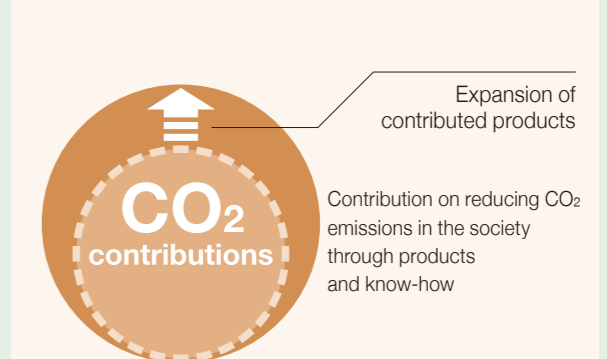 Expansion of
contributed products
CO₂
contributions
Contribution on reducing CO₂
emissions in the society
through products
and know-how